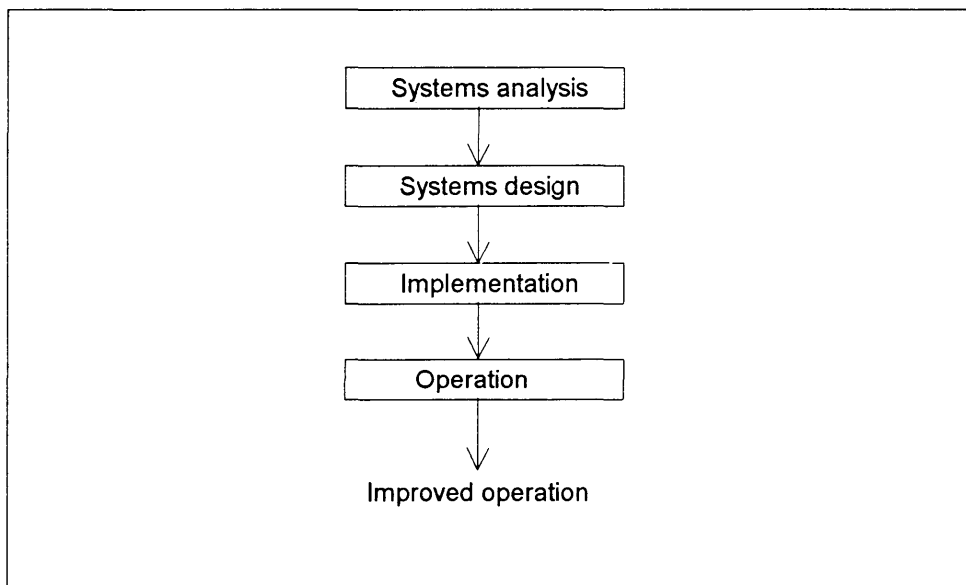 Systems analysis
Systems design
Implementation
Operation
Improved operation